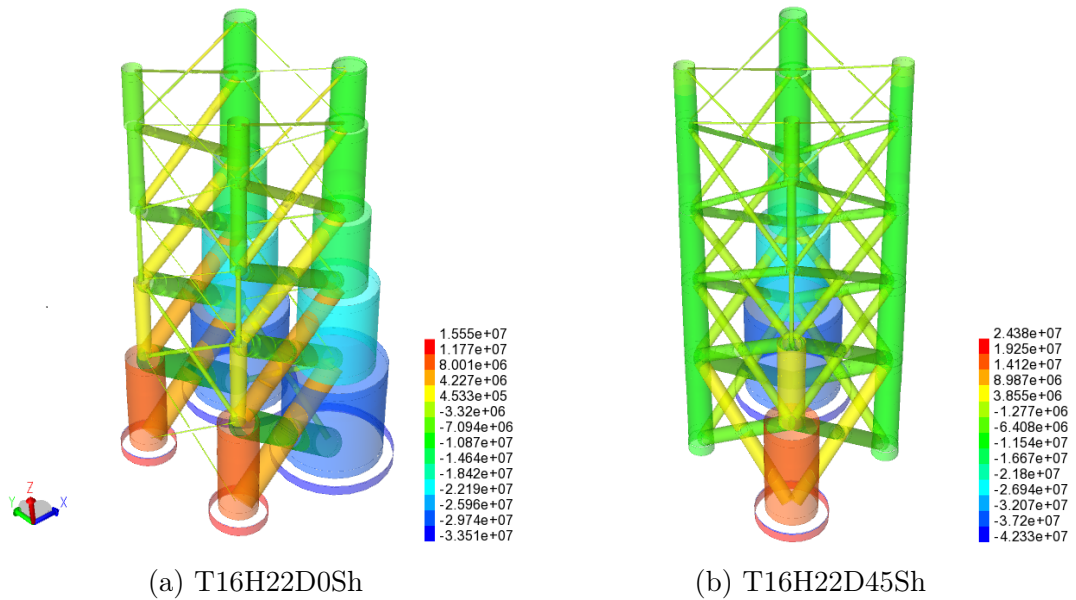 1.555e+07
1.177e+07
8.001e+06
4.227e+06
4.533e+05
-3.32e+06
-7.094e+06
-1.087e+07
-1.464e+07
-1.842e+07
-2.219e+07
-2.596e+07
-2.974e+07
-3.351e+07
Z
Y
X
2.438e+07
1.925e+07
1.412e+07
8.987e+06
3.855e+06
-1.277e+06
-6.408e+06
-1.154e+07
-1.667e+07
-2.18e+07
-2.694e+07
-3.207e+07
-3.72e+07
-4.233e+07
(a) T16H22D0Sh
(b) T16H22D45Sh